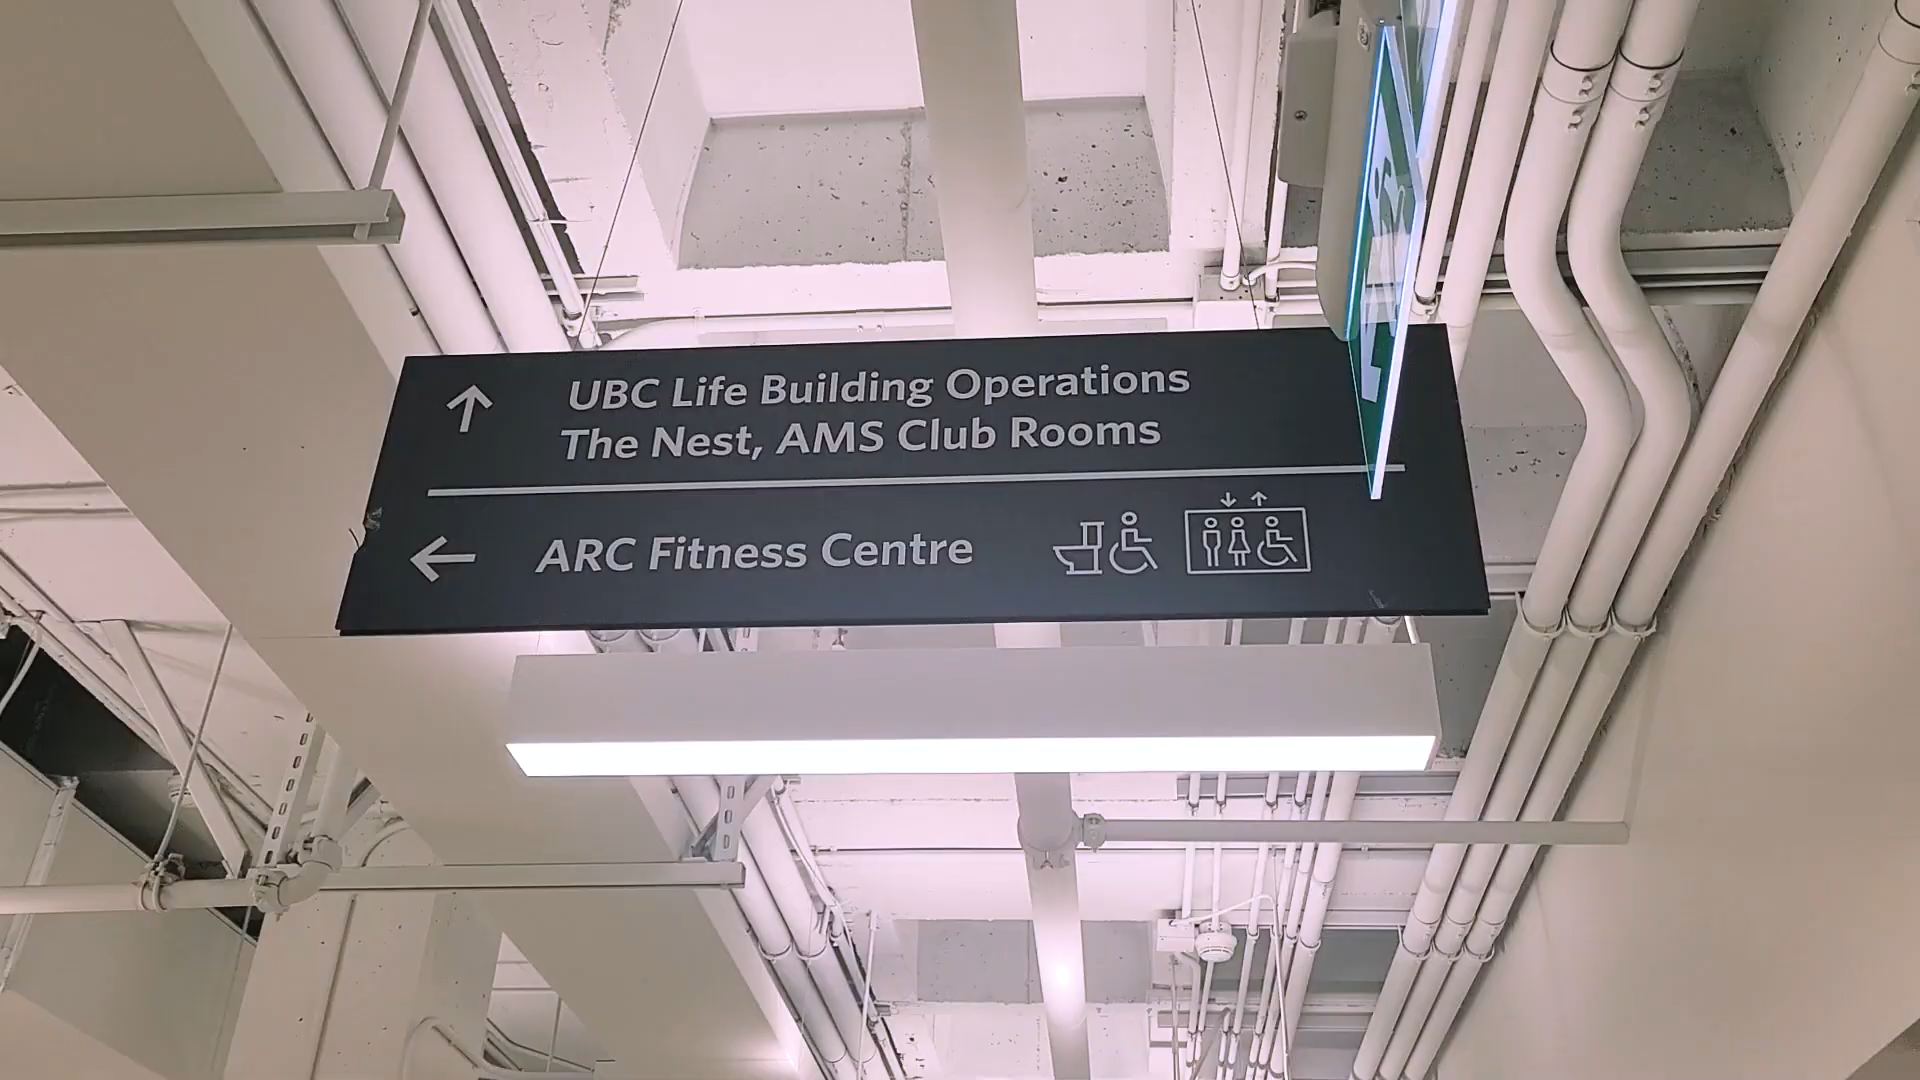 UBC Life Building Operations
The Nest, AMS Club Rooms
ARC Fitness Centre